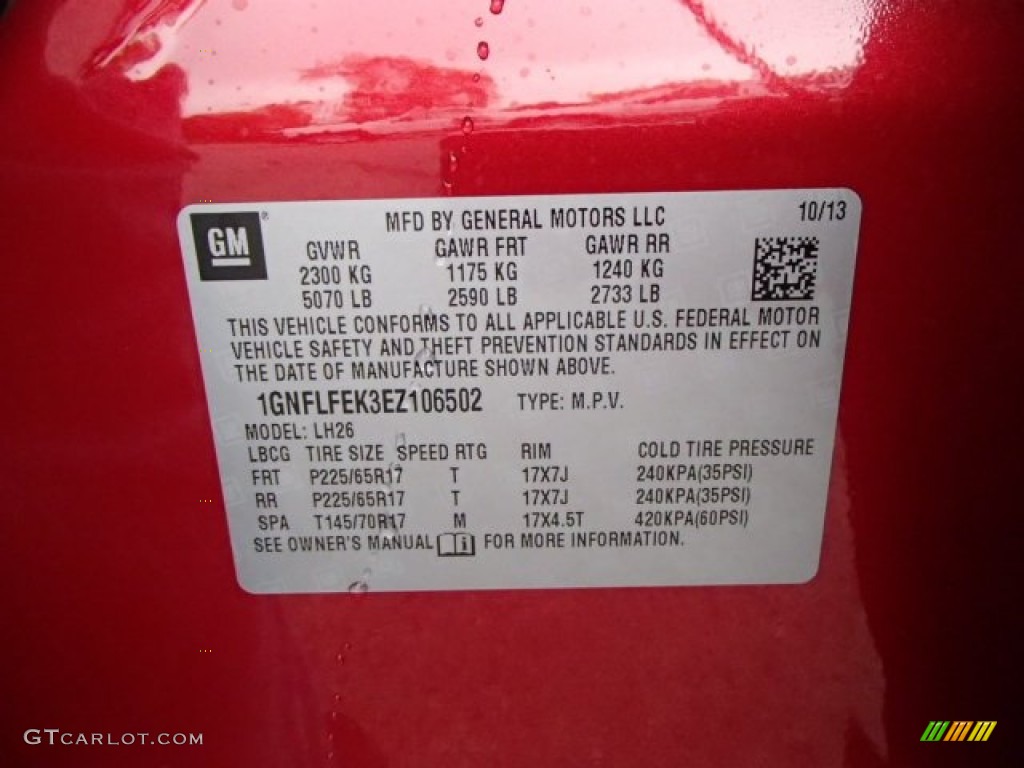 GM®
MFD BY GENERAL MOTORS LLC 10/13
GVWR GAWR FRT GAWR RR
2300 KG 1175 KG 1240 KG
5070 LB 2590 LB 2733 LB
THIS VEHICLE CONFORMS TO ALL APPLICABLE U.S. FEDERAL MOTOR
VEHICLE SAFETY AND THEFT PREVENTION STANDARDS IN EFFECT ON
THE DATE OF MANUFACTURE SHOWN ABOVE.
1GNFLFEK3EZ106502 TYPE: M.P.V.
MODEL: LH26
LBCG TIRE SIZE SPEED RTG RIM COLD TIRE PRESSURE
FRT P225/65R17 T 17X7J 240KPA(35PSI)
RR P225/65R17 T 17X7J 240KPA(35PSI)
SPA T145/70R17 M 17X4.5T 420KPA(60PSI)
SEE OWNER'S MANUAL FOR MORE INFORMATION.
GTCARLOT.COM